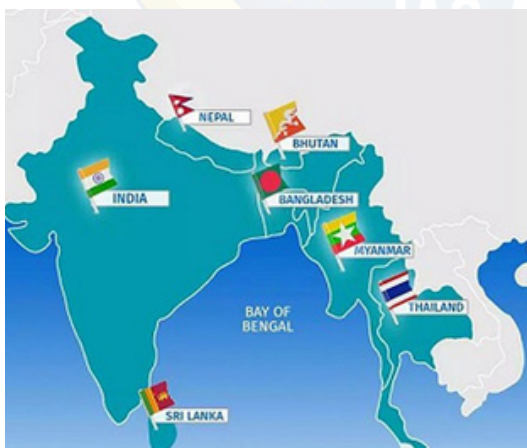 NEPAL
BHUTAN
INDIA
BANGLADESH
MYANMAR
THAILAND
BAY OF
BENGAL
SRI LANKA